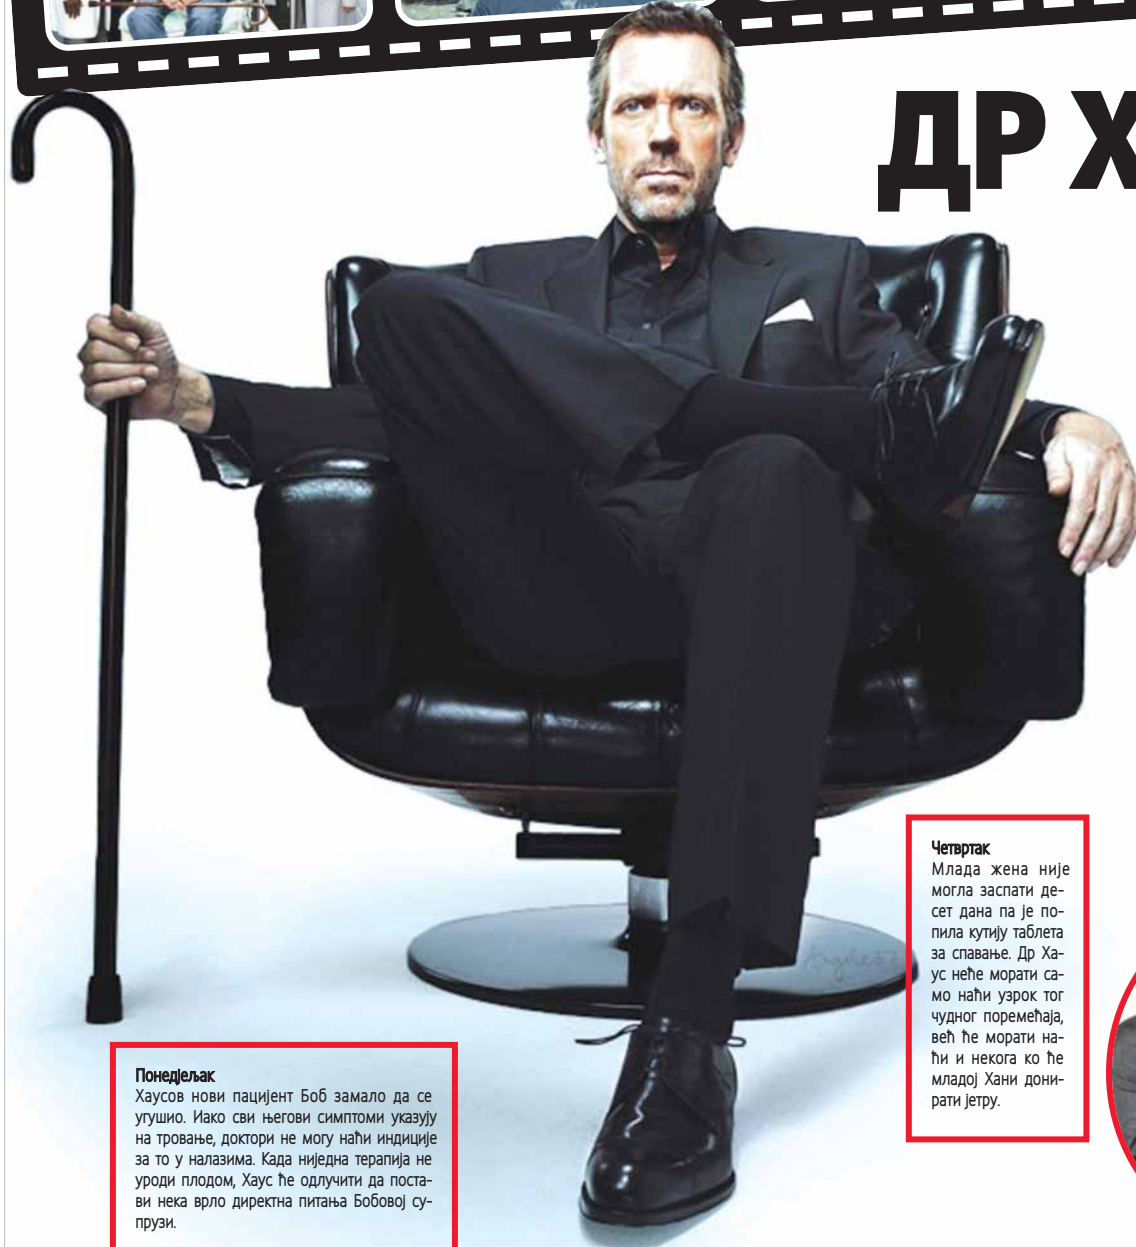 ДР Х
Четвртак
Млада жена није
могла заспати де-
сет дана па је по-
пила кутију таблета
за спавање. Др Ха-
ус неће морати са-
мо наћи узрок тог
чудног поремећаја,
већ ће морати на-
ћи и некога ко ће
младој Хани дони-
рати јетру.
Понедјељак
Хаусов нови пацијент Боб замало да се
угушио. Иако сви његови симптоми указују
на тровање, доктори не могу наћи индиције
за то у налазима. Када ниједна терапија не
уроди плодом, Хаус ће одлучити да поста-
ви нека врло директна питања Бобовој су-
прузи.